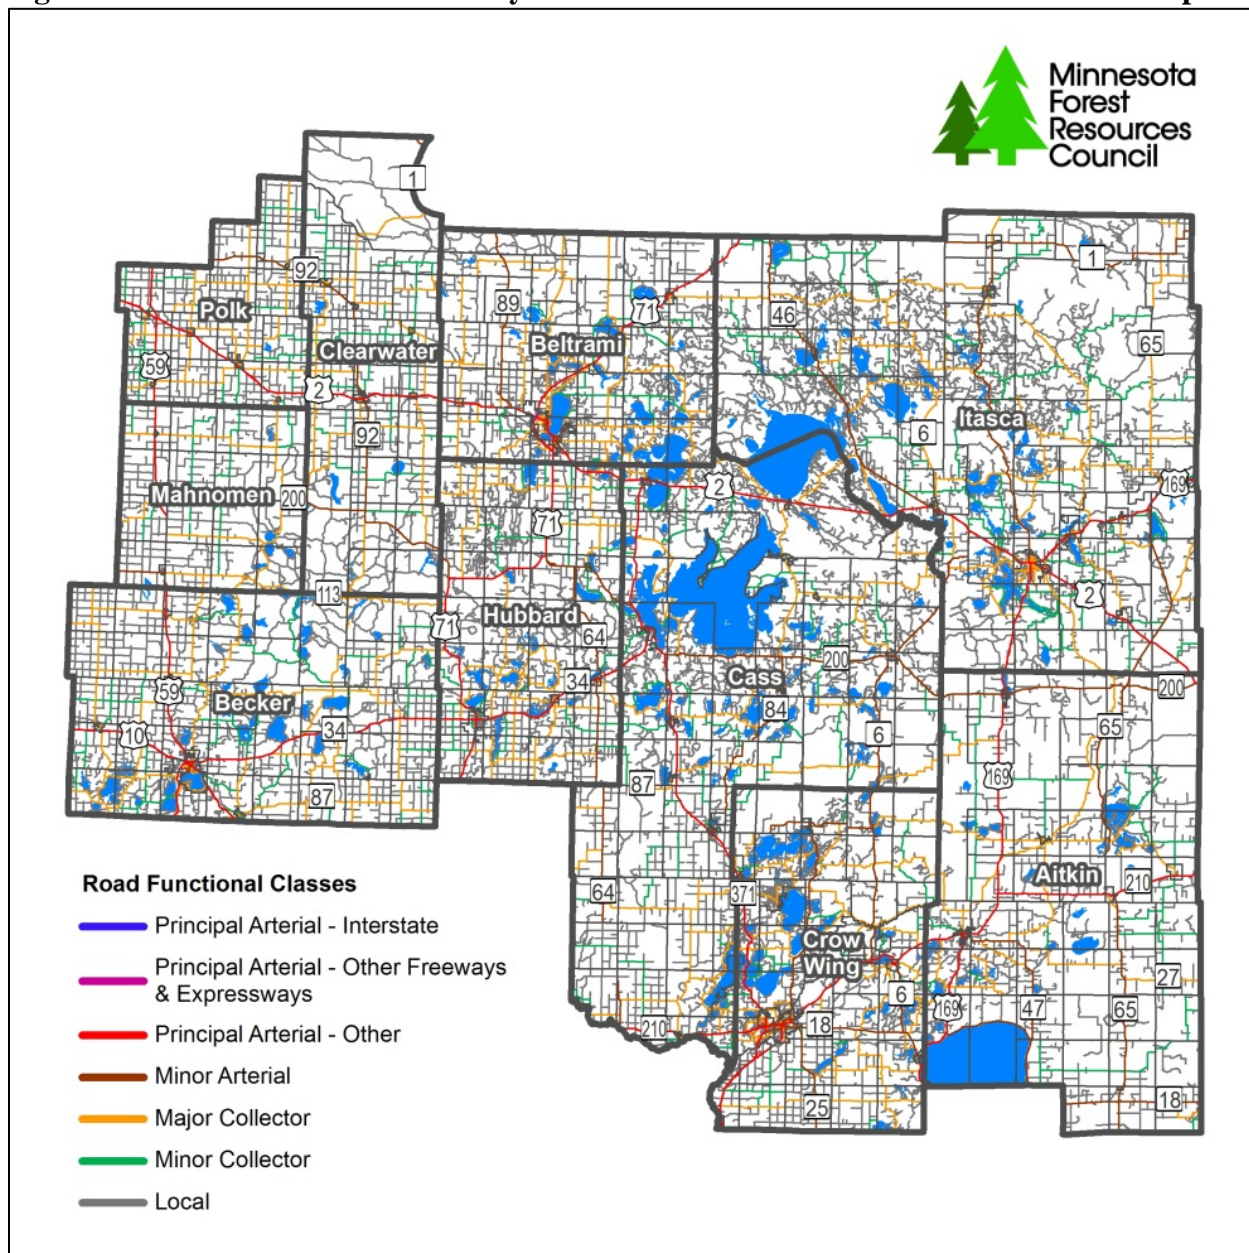 Minnesota
Forest
Resources
Council
1
92
1
Polk
89
71
46
65
Clearwater
Beltrami
59
2
Itasca
92
6
Mahnomen
200
2
169
71
113
2
71
Hubbard
64
200
59
Becker
34
Cass
200
10
34
84
65
6
169
87
87
Aitkin
64
371
210
Crow
Wing
27
6
169
47
65
210
18
25
18
Road Functional Classes
Principal Arterial - Interstate
Principal Arterial - Other Freeways
& Expressways
Principal Arterial - Other
Minor Arterial
Major Collector
Minor Collector
Local